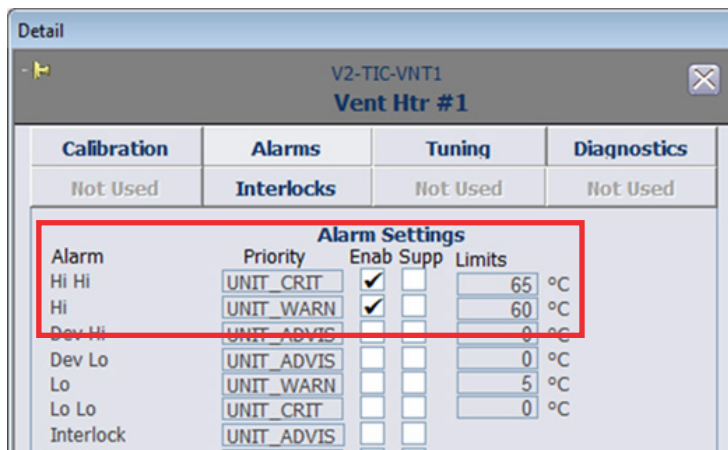 Detail
V2-TIC-VNT1
Vent Htr #1
Calibration Alarms Tuning Diagnostics
Not Used Interlocks Not Used Not Used
Alarm Settings
Alarm Priority Enab Supp Limits
Hi Hi UNIT_CRIT 65 °C
Hi UNIT_WARN 60 °C
Dev Hi UNIT_ADVIS 0 °C
Dev Lo UNIT_ADVIS 0 °C
Lo UNIT_WARN 5 °C
Lo Lo UNIT_CRIT 0 °C
Interlock UNIT_ADVIS